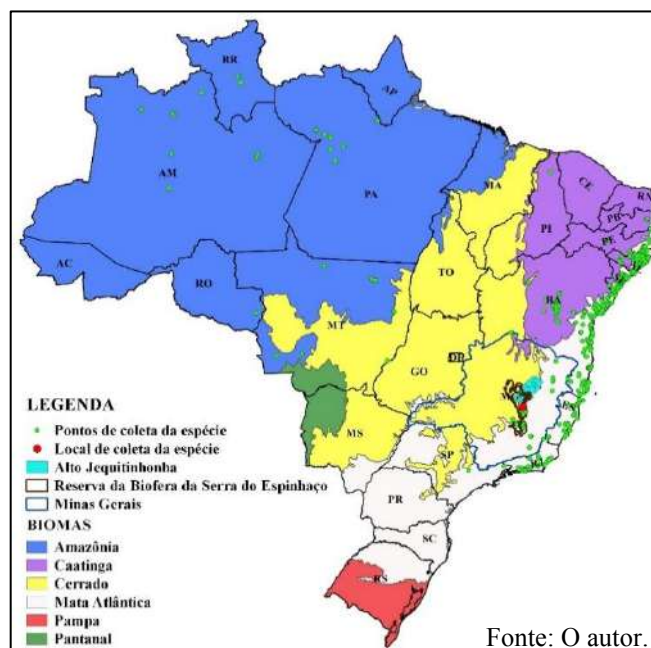 RR
AP
AM
PA
MA
CE
RN
PB
PE
PI
AC
RO
TO
BA
MT
GO
DF
MS
SP
RJ
PR
SC
RS
LEGENDA
Pontos de coleta da espécie
Local de coleta da espécie
Alto Jequitinhonha
Reserva da Biofera da Serra do Espinhaço
Minas Gerais
BIOMAS
Amazônia
Caatinga
Cerrado
Mata Atlântica
Pampa
Pantanal
Fonte: O autor.